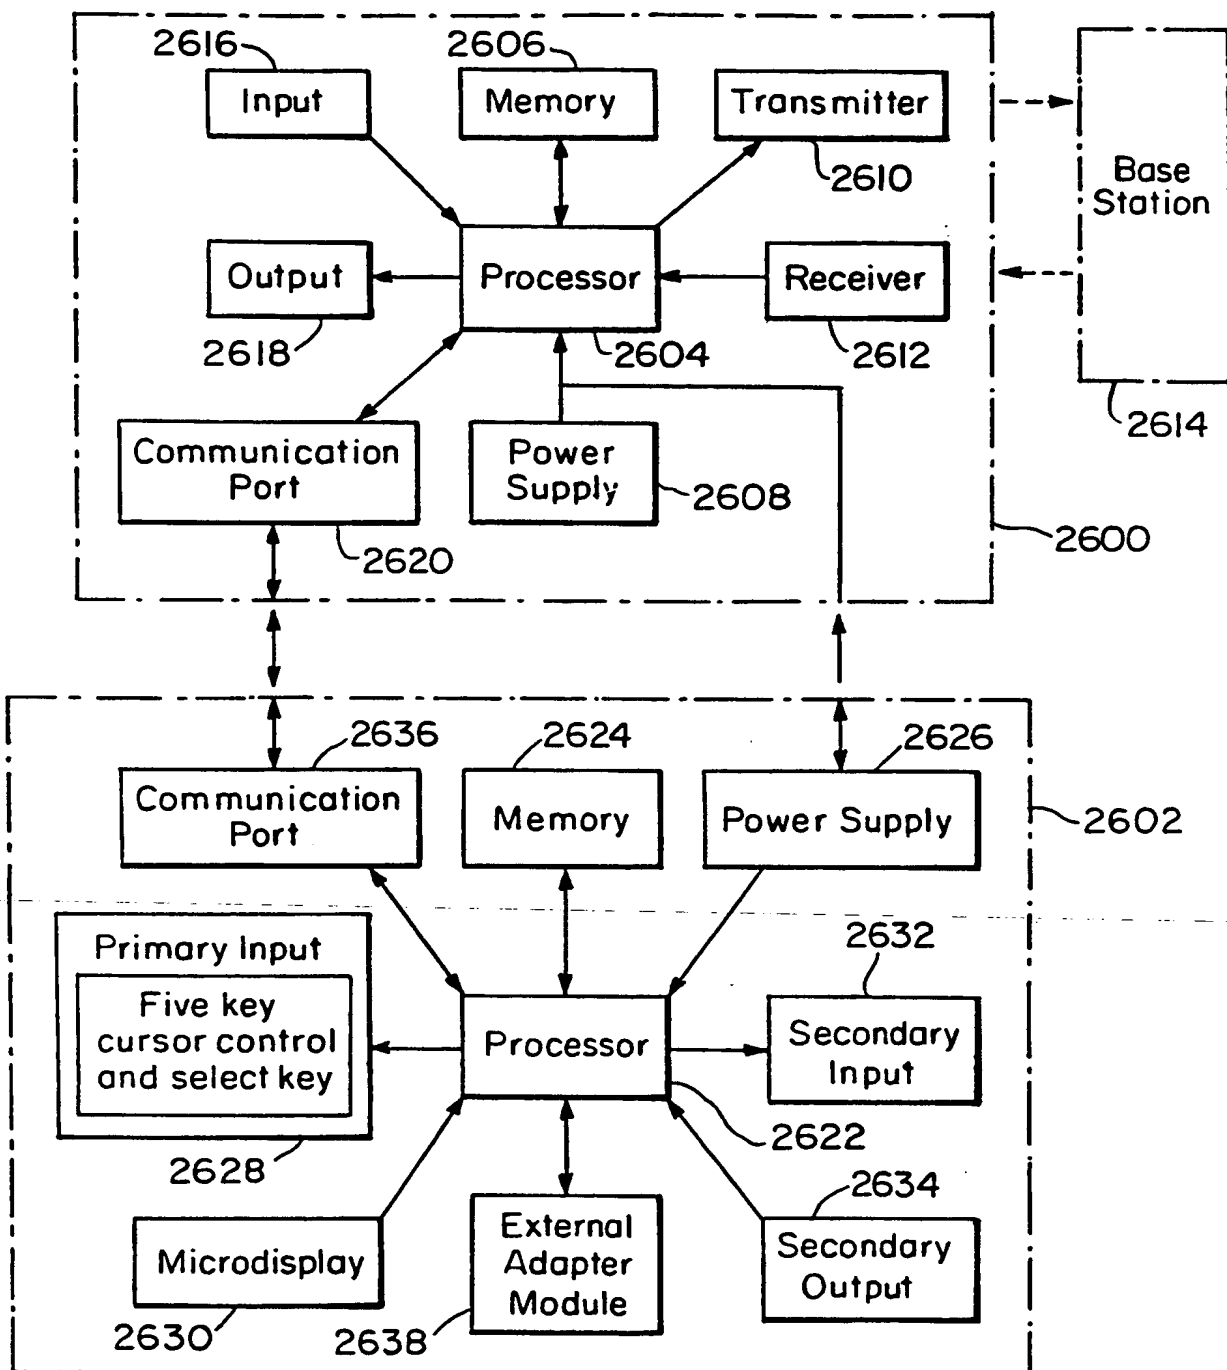 2616
2606
Input
Memory
Transmitter
2610
Base
Station
Output
Processor
Receiver
2618
2604
2612
2614
Communication
Port
Power
Supply
2608
2600
2620
2636
2624
2626
Communication
Port
Memory
Power Supply
2602
Primary Input
2632
Five key
cursor control
and select key
Processor
Secondary
Input
2622
2628
2634
Microdisplay
External
Adapter
Module
Secondary
Output
2630
2638